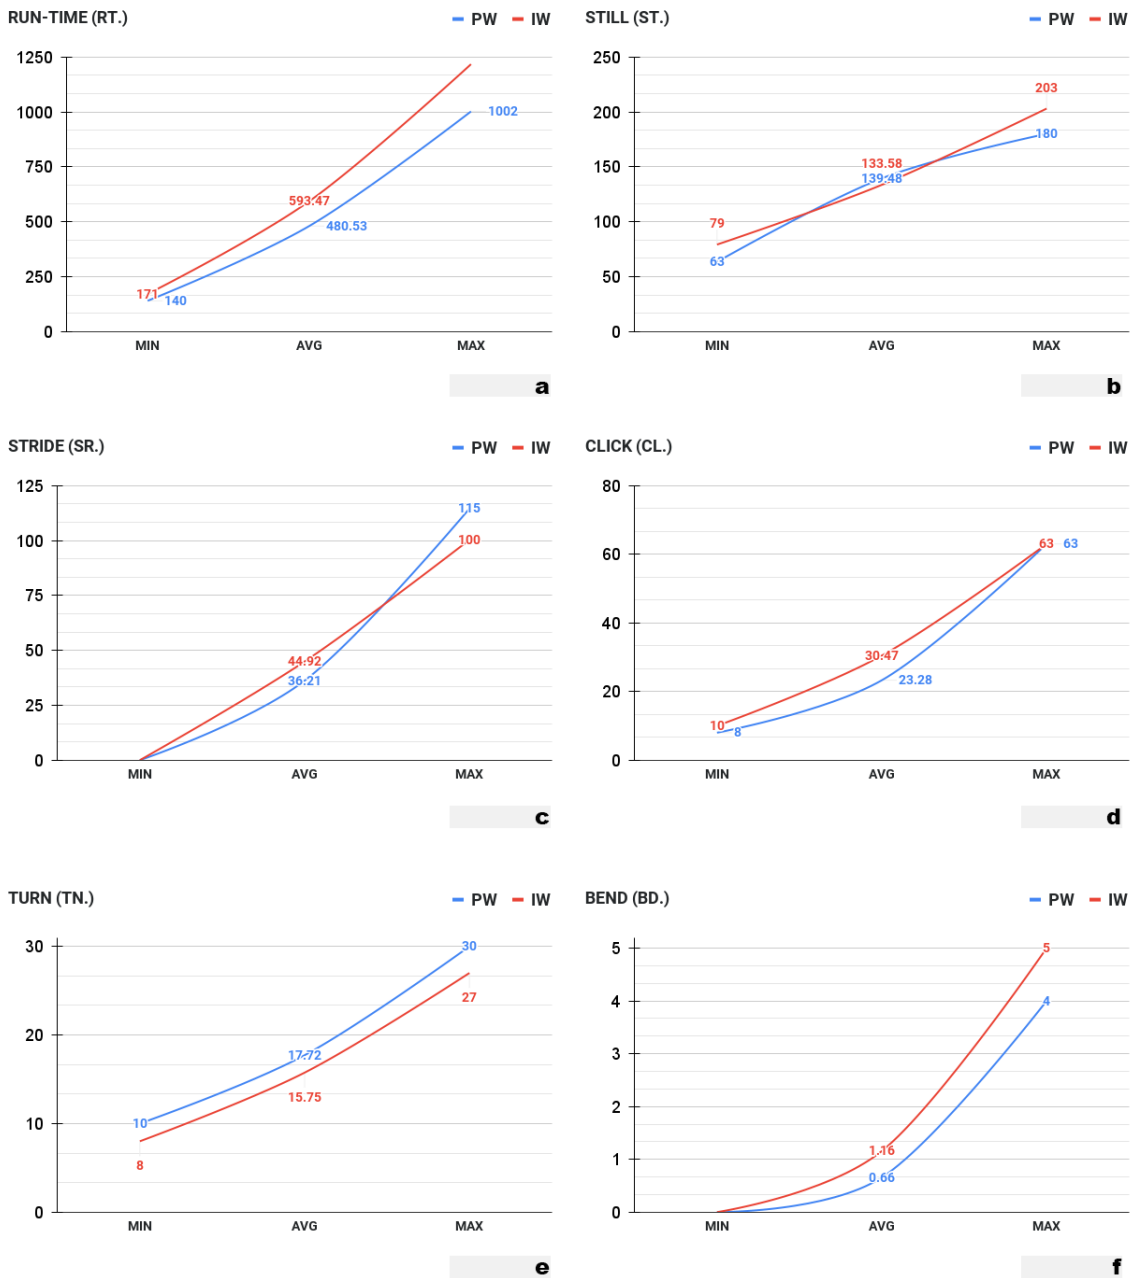 RUN-TIME (RT.)
PW IW
1250
1000
750
500
250
0
1002
593.47
480.53
171
140
MIN AVG MAX
a
STILL (ST.)
PW IW
250
200
150
100
50
0
203
180
133.58
139.48
79
63
MIN AVG MAX
b
STRIDE (SR.)
PW IW
125
100
75
50
25
0
115
100
44.92
36.21
MIN AVG MAX
c
CLICK (CL.)
PW IW
80
60
40
20
0
63 63
30.47
23.28
10
8
MIN AVG MAX
d
TURN (TN.)
PW IW
30
20
10
0
30
27
17.72
15.75
10
8
MIN AVG MAX
e
BEND (BD.)
PW IW
5
4
3
2
1
0
5
4
1.16
0.66
MIN AVG MAX
f